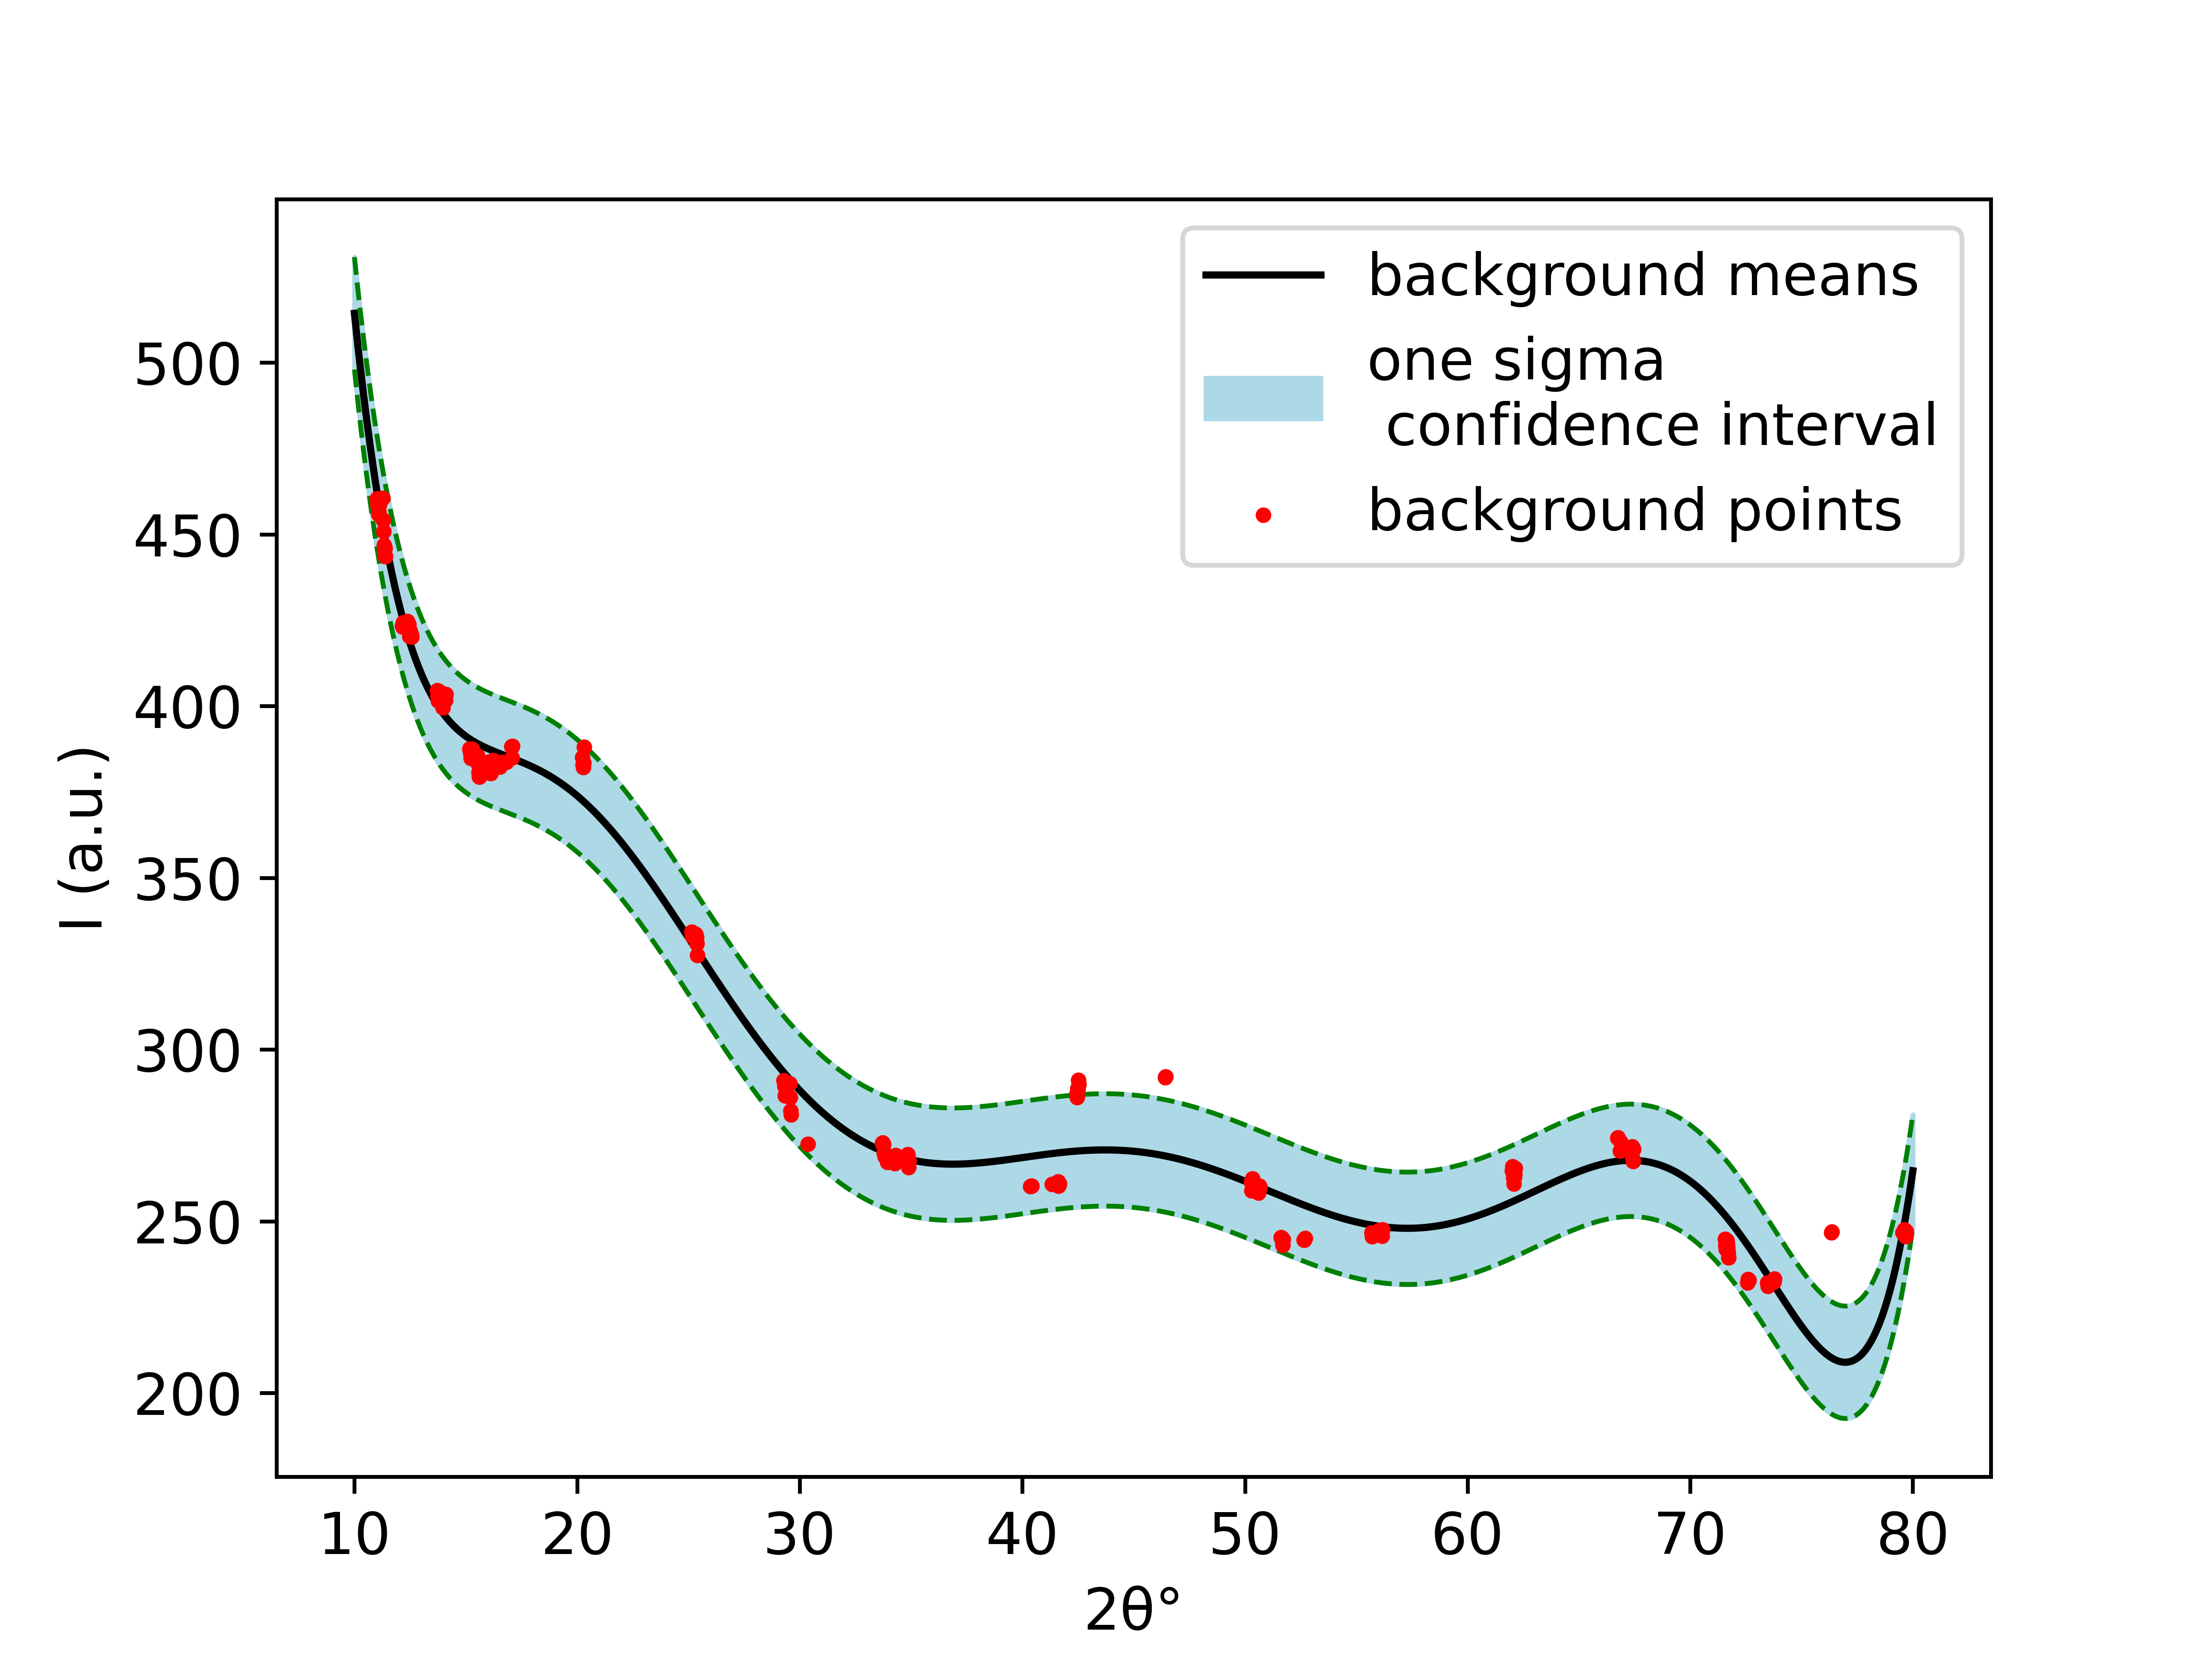 background means
one sigma
confidence interval
background points
500
450
400
350
300
250
200
I (a.u.)
10 20 30 40 50 60 70 80
2θ°